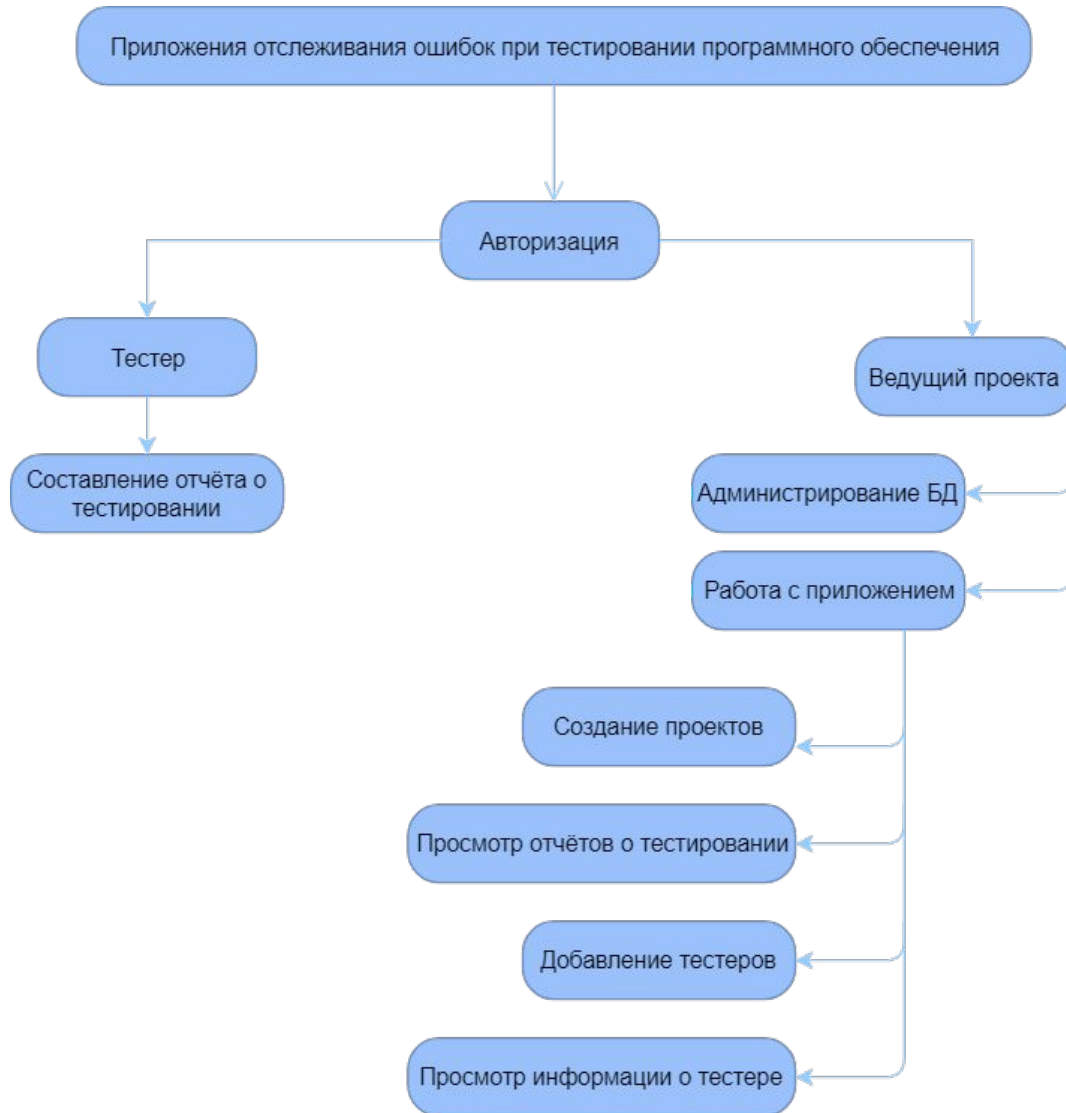 Приложения отслеживания ошибок при тестировании программного обеспечения
Авторизация
Тестер
Ведущий проекта
Составление отчёта о
тестировании
Администрирование БД
Работа с приложением
Создание проектов
Просмотр отчётов о тестировании
Добавление тестеров
Просмотр информации о тестере